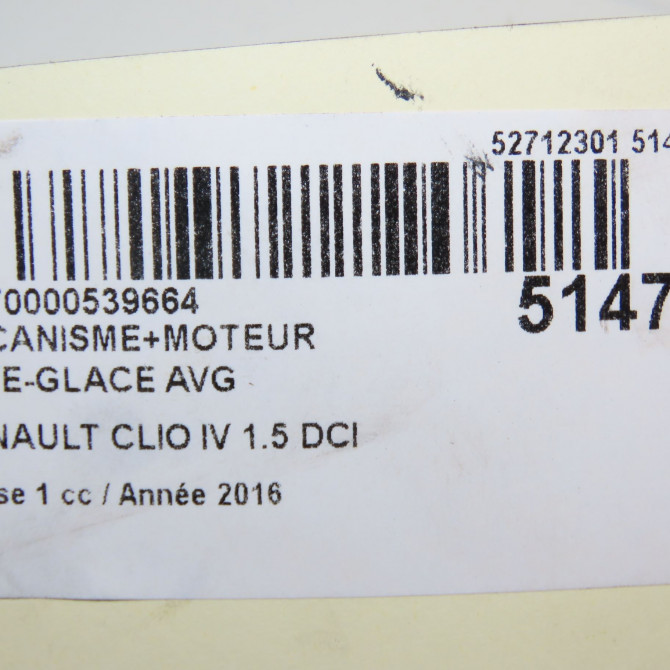 52712301 514
70000539664
5147
CANISME+MOTEUR
E-GLACE AVG
NAULT CLIO IV 1.5 DCI
se 1 cc / Année 2016